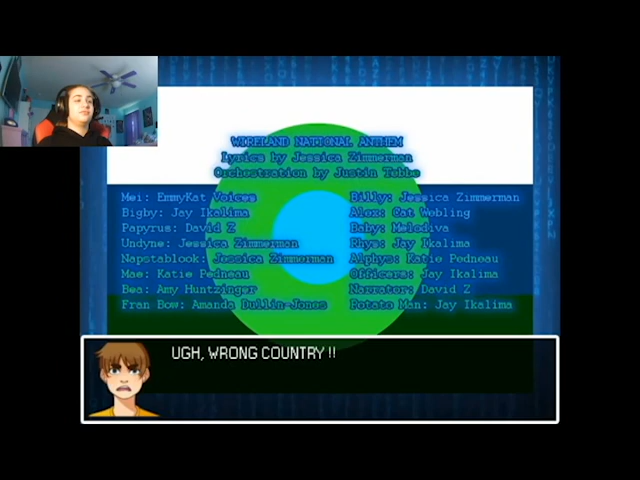 WORELAND NATIONAL ANTHEM
Lyrics by Jessica Zimmerman
Orchestration by Justin Tobbe
Mei: EmmyKat Voices
Billy: Jessica Zimmerman
Bigby: Jay Ikalima
Alex: Cat Webling
Papyrus: David Z
Baby: Melodiva
Undyne: Jessica Zimmerman
Rhys: Jay Ikalima
Napstablook: Jessica Zimmerman
Alphys: Katie Pedneau
Mae: Katie Pedneau
Officers: Jay Ikalima
Bea: Amy Huntzinger
Narrator: David Z
Fran Bow: Amanda Dullin-Jones
Potato Man: Jay Ikalima
UGH, WRONG COUNTRY !!